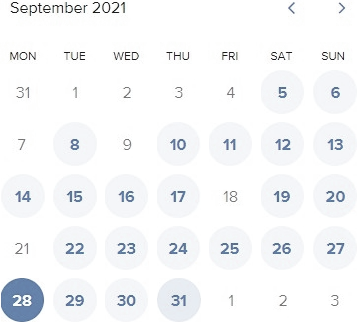 September 2021
MON TUE WED THU FRI SAT SUN
31 1 2 3 4 5 6
7 8 9 10 11 12 13
14 15 16 17 18 19 20
21 22 23 24 25 26 27
28 29 30 31 1 2 3